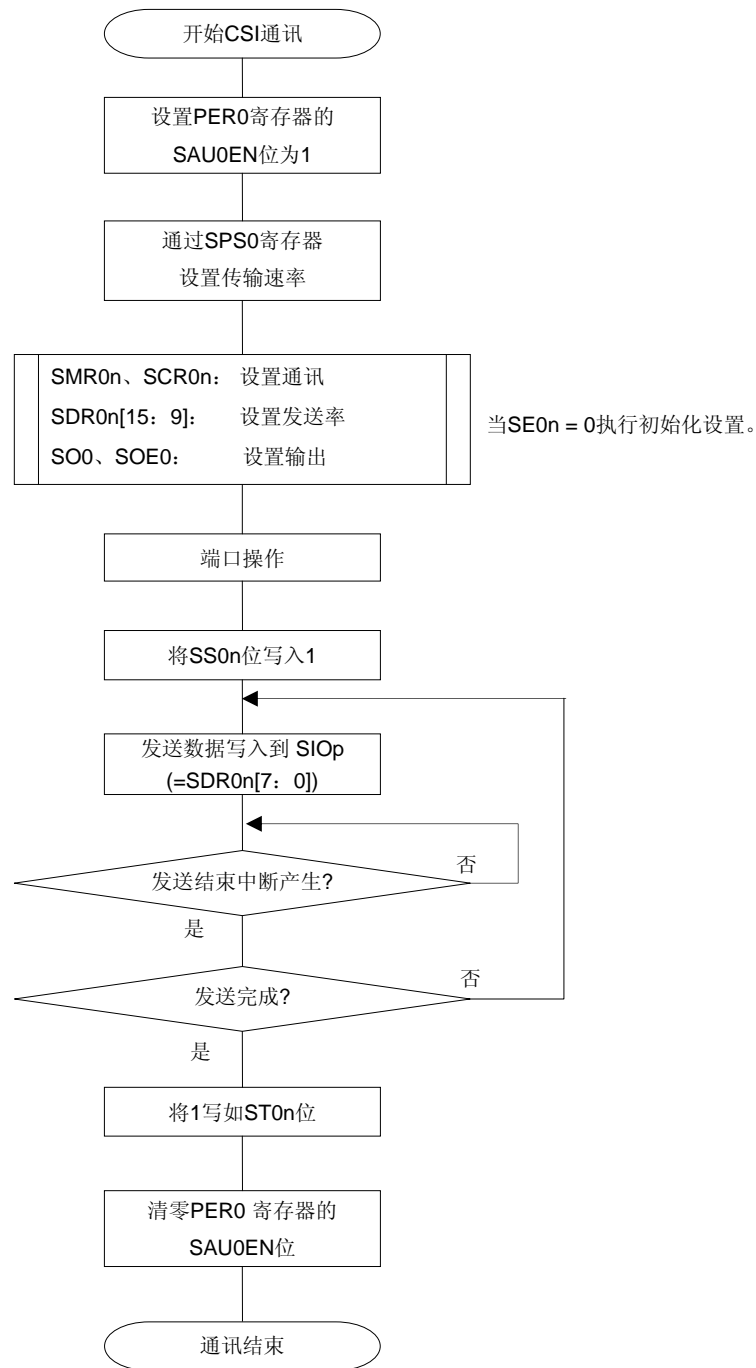 开始CSI通讯
设置PER0寄存器的
SAU0EN位为1
通过SPS0寄存器
设置传输速率
SMR0n、SCR0n： 设置通讯
SDR0n[15：9]： 设置发送率
SO0、SOE0： 设置输出
当SE0n = 0执行初始化设置。
端口操作
将SS0n位写入1
发送数据写入到 SIOp
(=SDR0n[7：0])
发送结束中断产生?
否
是
发送完成?
否
是
将1写如ST0n位
清零PER0 寄存器的
SAU0EN位
通讯结束